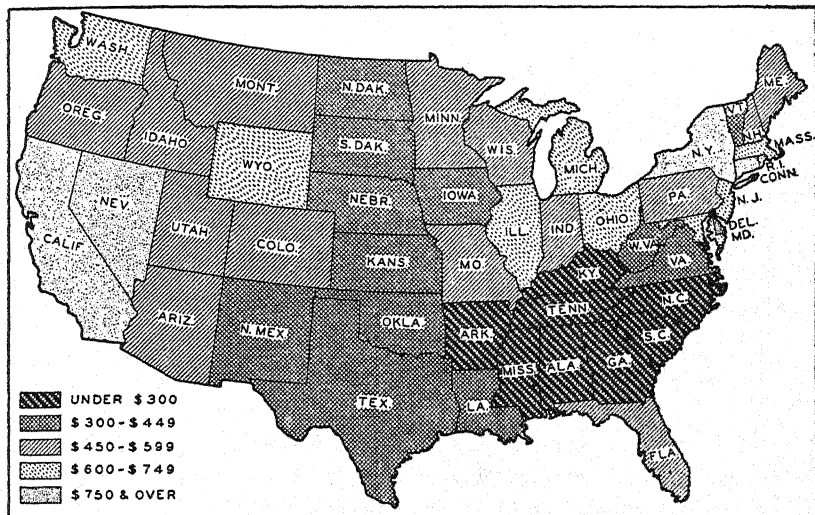 WASH.
MONT.
N. DAK.
MINN.
ME.
VT.
N.H.
OREG.
IDAHO
S. DAK.
WIS.
MICH.
N.Y.
MASS.
R.I.
CONN.
WYO.
IOWA
PA.
N. J.
NEV.
NEBR.
ILL.
IND.
OHIO
DEL.
MD.
CALIF.
UTAH
COLO.
KANS.
MO.
W.VA.
VA.
KY.
ARIZ.
N. MEX.
OKLA.
ARK.
TENN.
N.C.
S.C.
MISS.
ALA.
GA.
TEX.
LA.
FLA.
UNDER $300
$300-$449
$450-$599
$600-$749
$750 & OVER